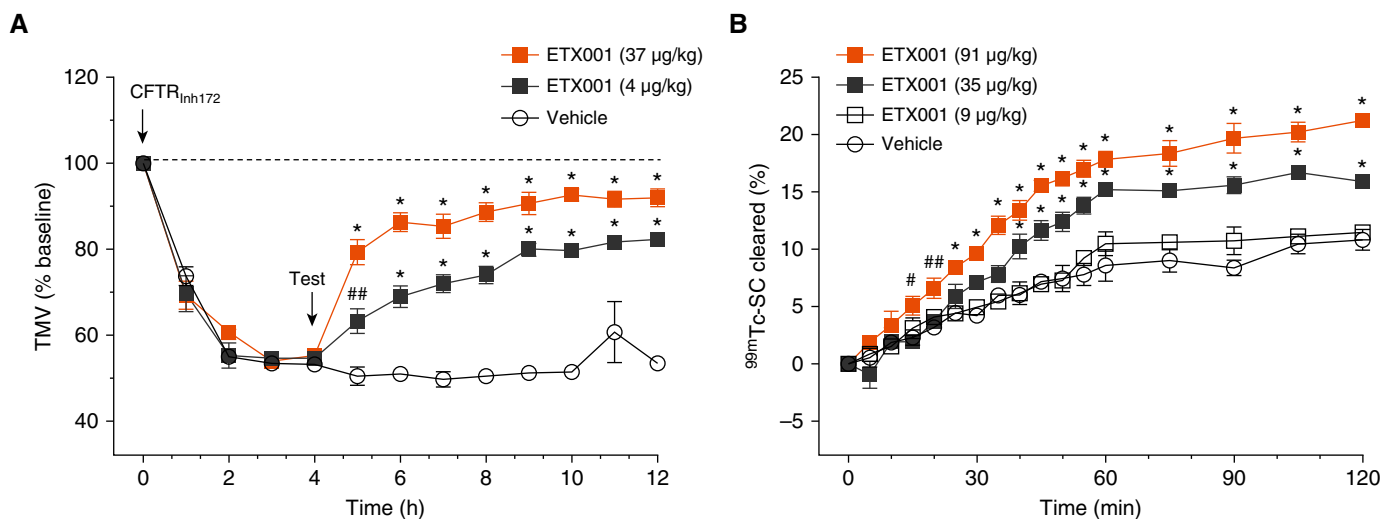 A
ETX001 (37 µg/kg)
ETX001 (4 µg/kg)
Vehicle
120
100
80
60
40
TMV (% baseline)
CFTRInh172
Test
##
* * * * * * * *
* * * * * * *
0 2 4 6 8 10 12
Time (h)
B
ETX001 (91 µg/kg)
ETX001 (35 µg/kg)
ETX001 (9 µg/kg)
Vehicle
25
20
15
10
5
0
–5
99mTc-SC cleared (%)
# ## * * * * * * * * * * * *
* * * * * * * * *
0 30 60 90 120
Time (min)